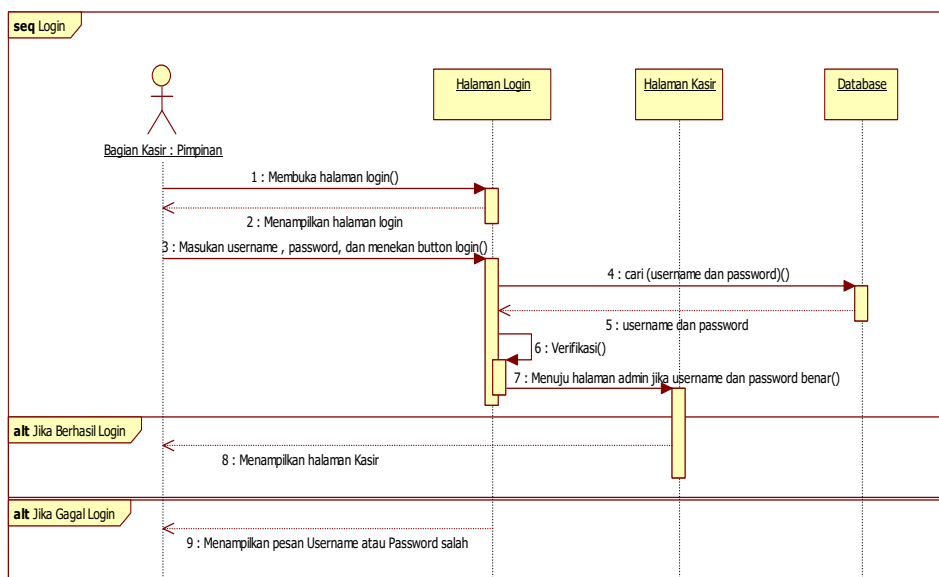 seq Login
Halaman Login
Halaman Kasir
Database
Bagian Kasir : Pimpinan
1 : Membuka halaman login()
2 : Menampilkan halaman login
3 : Masukan username , password, dan menekan button login()
4 : cari (username dan password)()
5 : username dan password
6 : Verifikasi()
7 : Menuju halaman admin jika username dan password benar()
alt Jika Berhasil Login
8 : Menampilkan halaman Kasir
alt Jika Gagal Login
9 : Menampilkan pesan Username atau Password salah